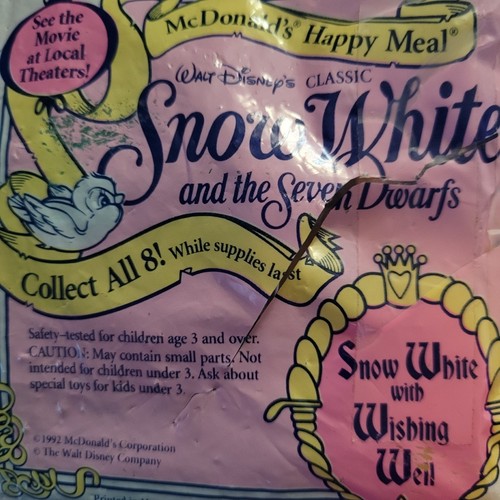 See the
Movie
at Local
Theaters!
McDonald's® Happy Meal®
WALT DISNEY'S CLASSIC
Snow White
and the Seven Dwarfs
Collect All 8! While supplies last
Safety-tested for children age 3 and over.
CAUTION: May contain small parts. Not
intended for children under 3. Ask about
special toys for kids under 3.
Snow White
with
Wishing
Well
©1992 McDonald's Corporation
© The Walt Disney Company
Printed in